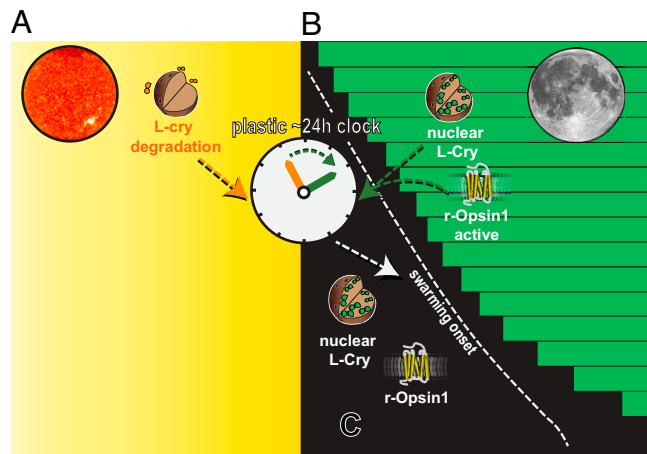 A
B
L-cry
degradation
plastic ~24h clock
nuclear
L-Cry
r-Opsin1
active
swarming onset
nuclear
L-Cry
r-Opsin1
C